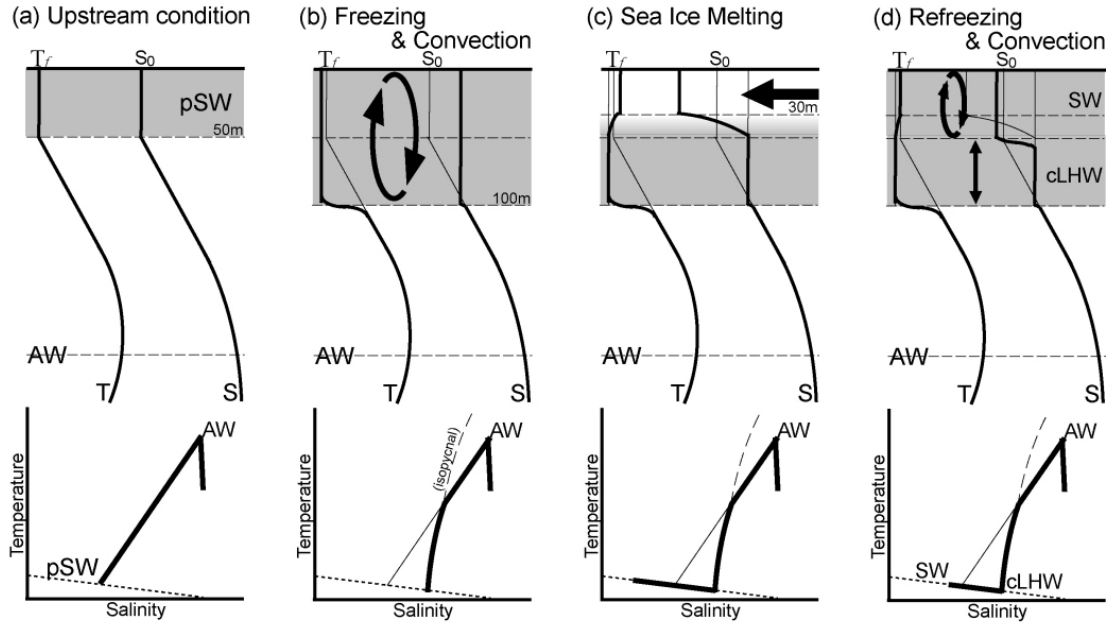 (a) Upstream condition
Tf
S0
pSW
50m
AW
T
S
Temperature
AW
pSW
Salinity
(b) Freezing
& Convection
Tf
S0
100m
AW
T
S
Temperature
(isopycnal)
AW
Salinity
(c) Sea Ice Melting
Tf
S0
30m
AW
T
S
Temperature
AW
Salinity
(d) Refreezing
& Convection
Tf
S0
SW
cLHW
AW
T
S
Temperature
AW
SW
cLHW
Salinity